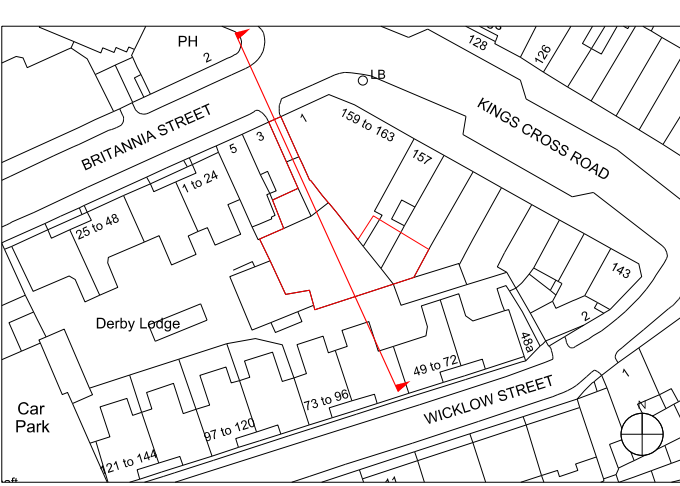 PH
2
128
126
LB
BRITANNIA STREET
KINGS CROSS ROAD
1
159 to 163
3
5
157
1 to 24
25 to 48
143
2
Derby Lodge
48a
49 to 72
73 to 96
WICKLOW STREET
1
Car
Park
N
97 to 120
121 to 144
11